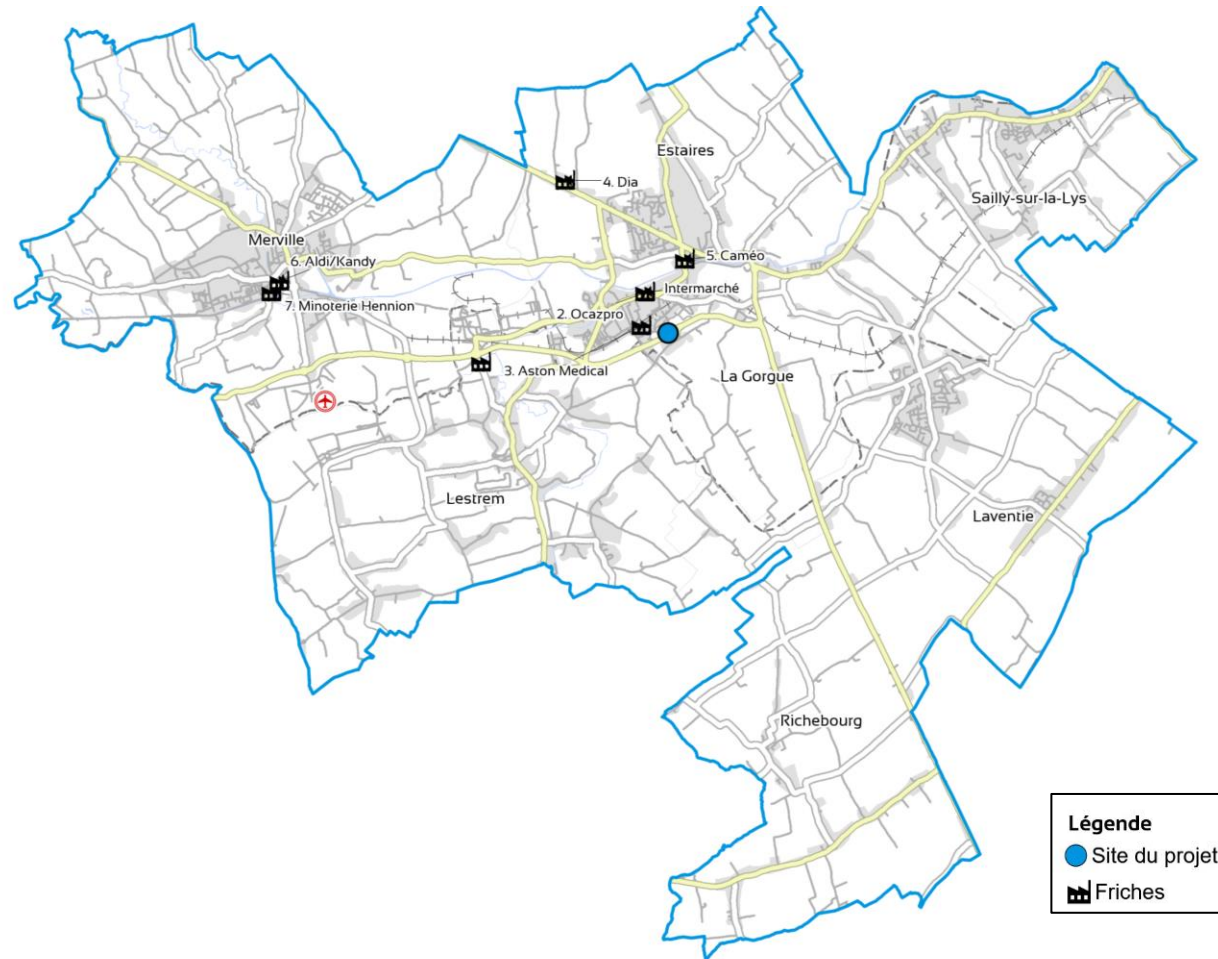 Estaires
4. Dia
Sailly-sur-la-Lys
Merville
6. Aldi/Kandy
5. Caméo
Intermarché
7. Minoterie Hennion
2. Ocazpro
3. Aston Medical
La Gorgue
Lestrem
Laventie
Richebourg
Légende
Site du projet
Friches